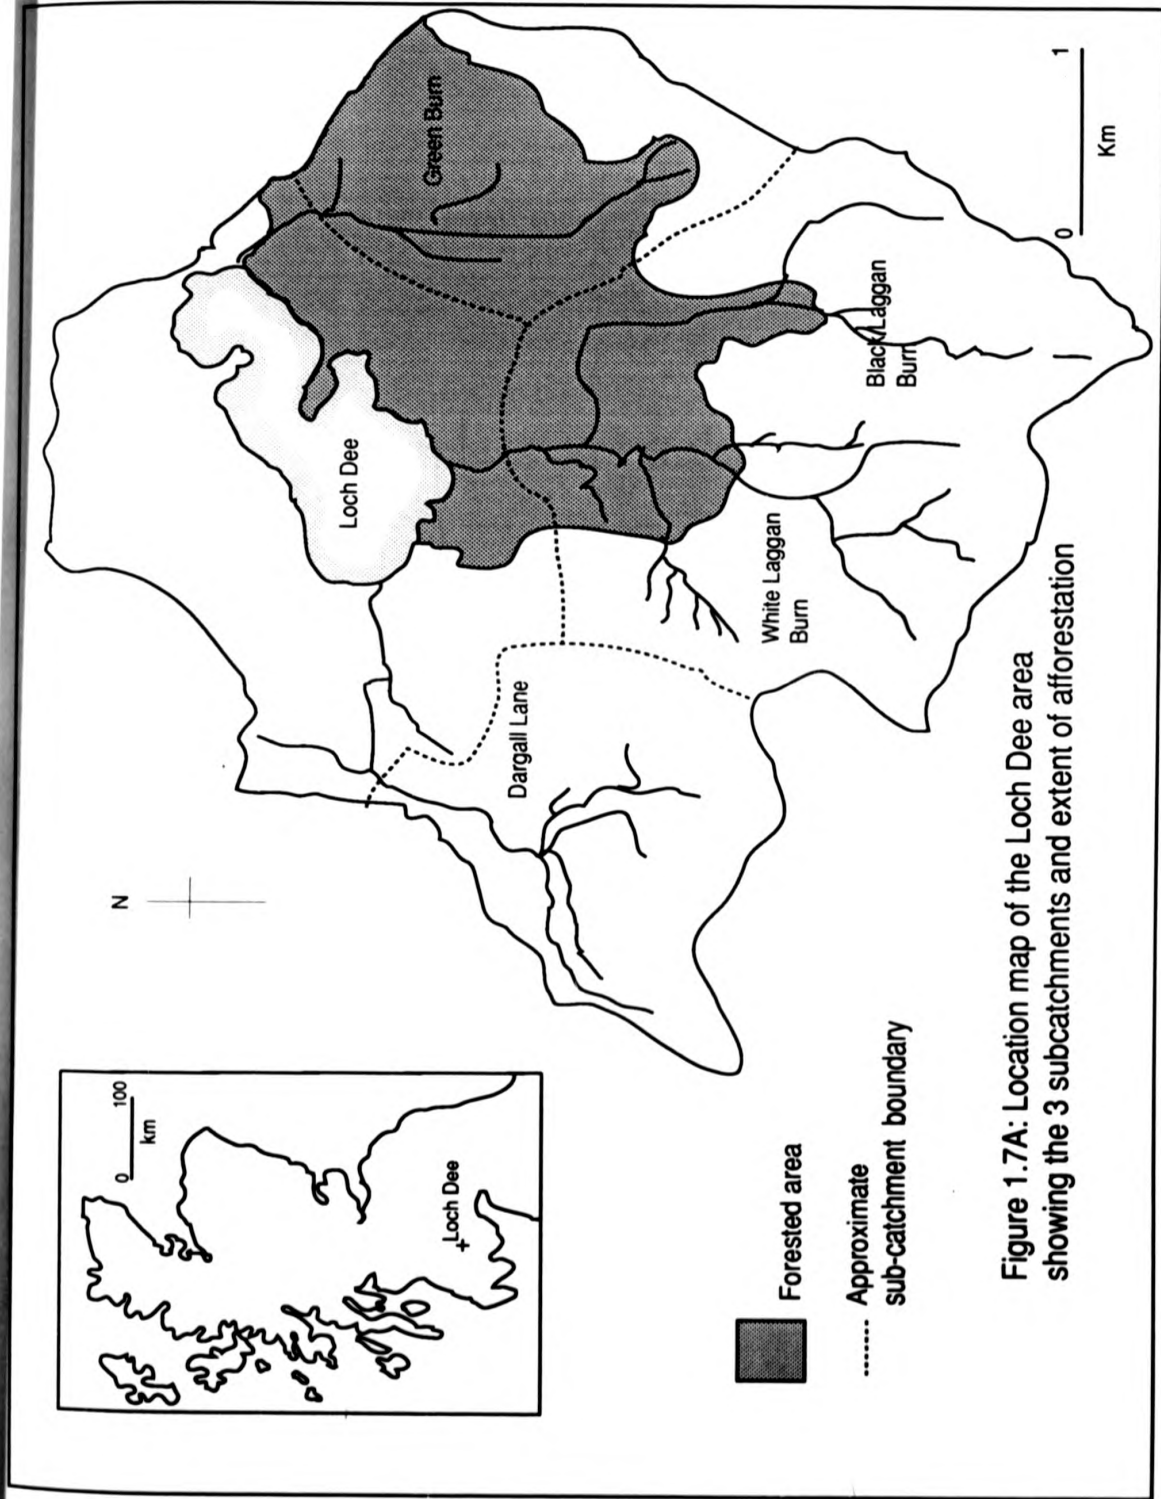 0 100
km
+Loch Dee
N
Loch Dee
Green Burn
Dargall Lane
White Laggan
Burn
Black Laggan
Burn
0 1
Km
Forested area
Approximate
sub-catchment boundary
Figure 1.7A: Location map of the Loch Dee area
showing the 3 subcatchments and extent of afforestation